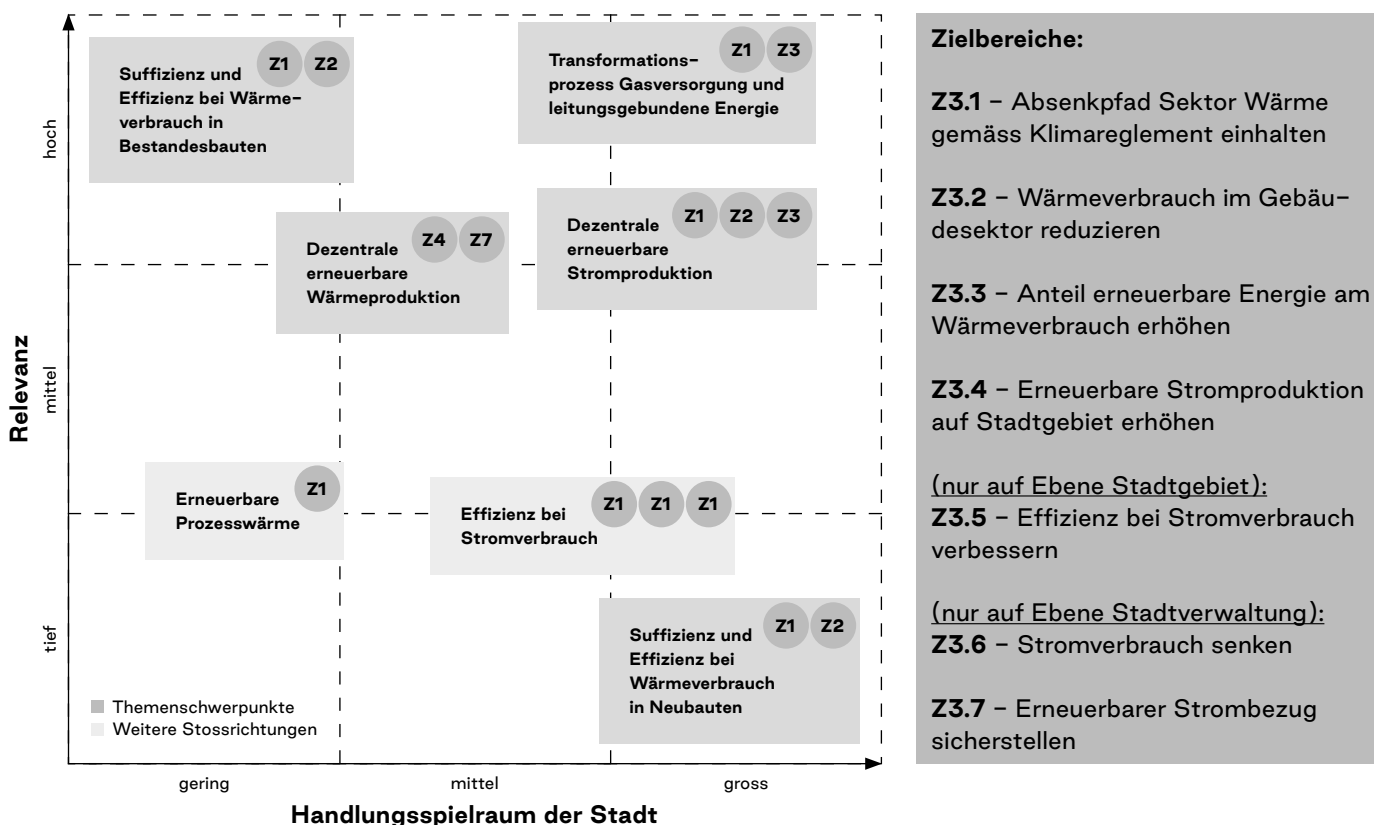 Suffizienz und
Effizienz bei Wärme–
verbrauch in
Bestandesbauten
Z1 Z2
Transformations–
prozess Gasversorgung und
leitungsgebundene Energie
Z1 Z3
Dezentrale
erneuerbare
Wärmeproduktion
Z4 Z7
Dezentrale
erneuerbare
Stromproduktion
Z1 Z2 Z3
Erneuerbare
Prozesswärme
Z1
Effizienz bei
Stromverbrauch
Z1 Z1 Z1
Suffizienz und
Effizienz bei
Wärmeverbrauch
in Neubauten
Z1 Z2
Themenschwerpunkte
Weitere Stossrichtungen
Relevanz
hoch
mittel
tief
gering
mittel
gross
Handlungsspielraum der Stadt
Zielbereiche:
Z3.1 – Absenkpfad Sektor Wärme
gemäss Klimareglement einhalten
Z3.2 – Wärmeverbrauch im Gebäu–
desektor reduzieren
Z3.3 – Anteil erneuerbare Energie am
Wärmeverbrauch erhöhen
Z3.4 – Erneuerbare Stromproduktion
auf Stadtgebiet erhöhen
(nur auf Ebene Stadtgebiet):
Z3.5 – Effizienz bei Stromverbrauch
verbessern
(nur auf Ebene Stadtverwaltung):
Z3.6 – Stromverbrauch senken
Z3.7 – Erneuerbarer Strombezug
sicherstellen